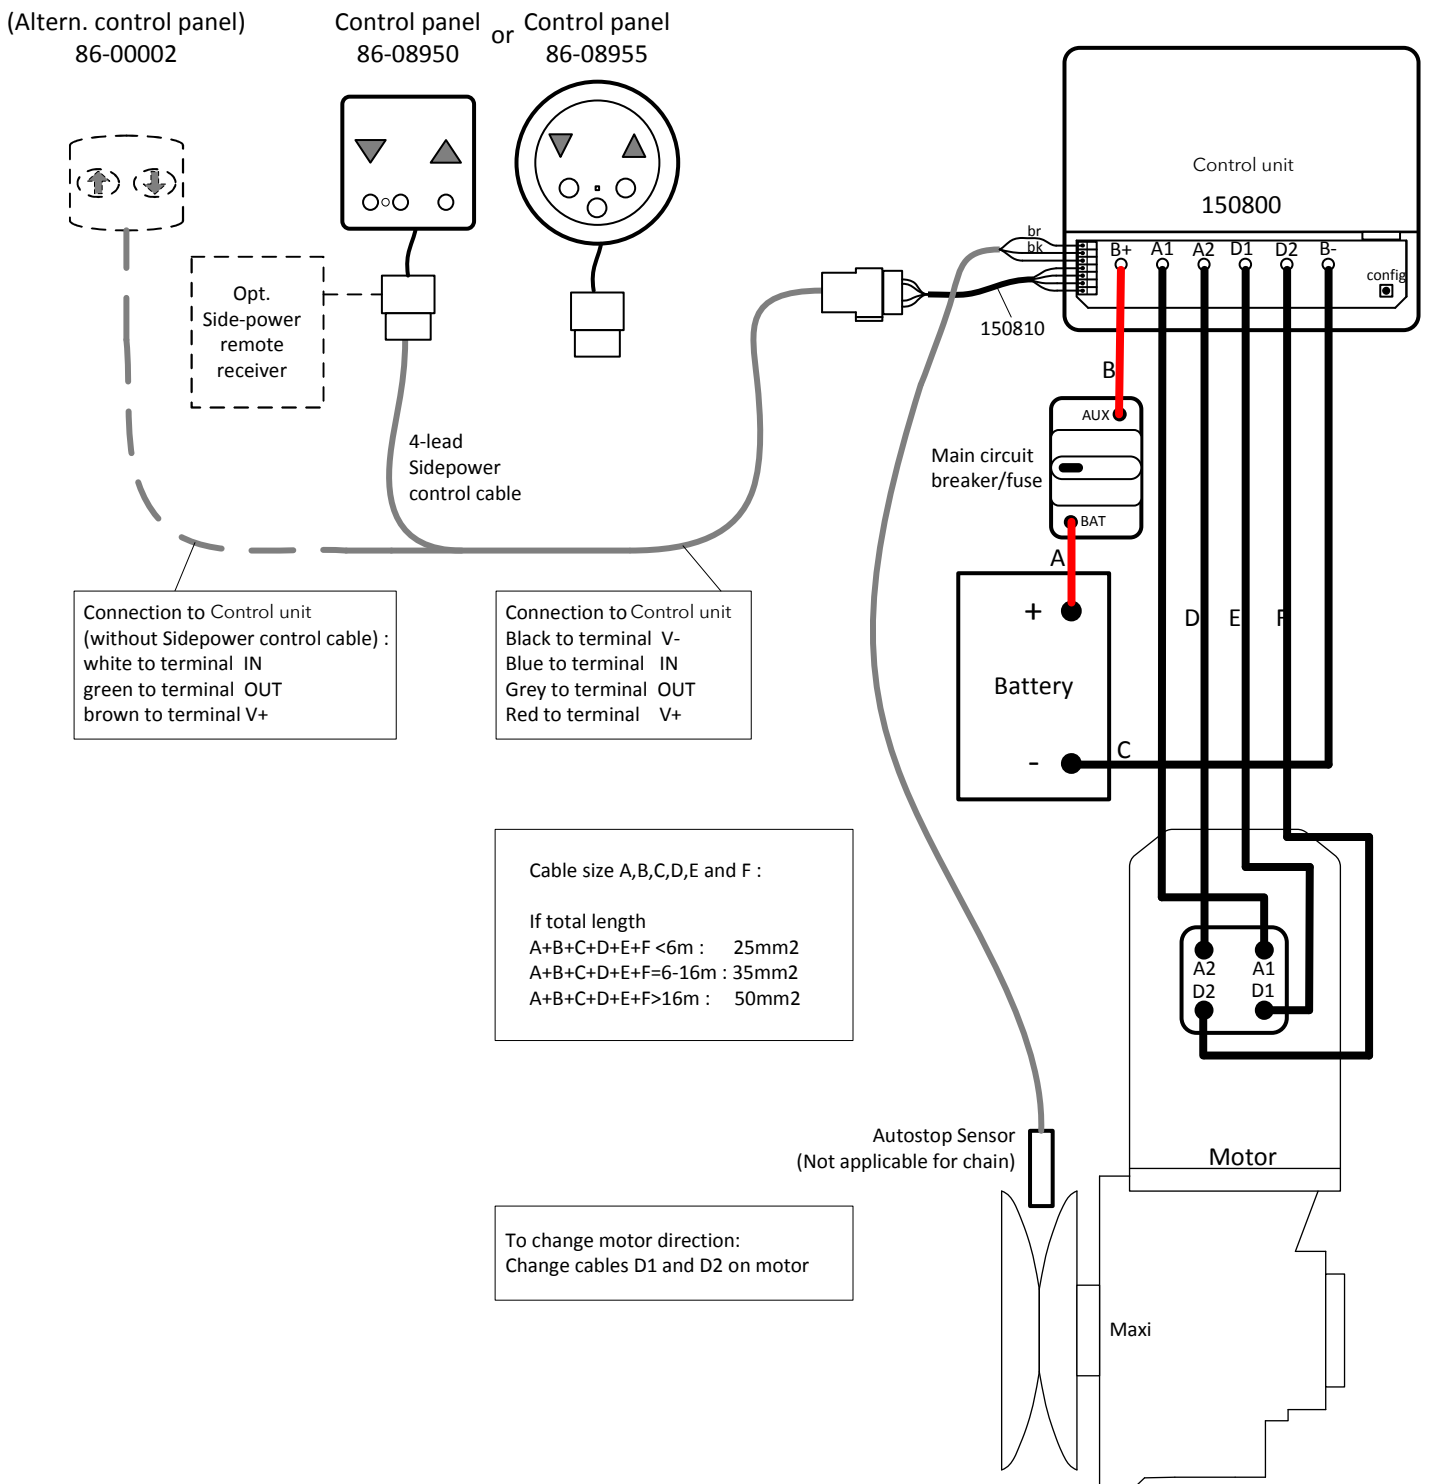 (Altern. control panel)
86-00002
Control panel
86-08950
or
Control panel
86-08955
Control unit
150800
br
bk
B+ A1 A2 D1 D2 B-
config
150810
Opt.
Side-power
remote
receiver
B
AUX
Main circuit
breaker/fuse
BAT
A
4-lead
Sidepower
control cable
Connection to Control unit
(without Sidepower control cable) :
white to terminal IN
green to terminal OUT
brown to terminal V+
Connection to Control unit
Black to terminal V-
Blue to terminal IN
Grey to terminal OUT
Red to terminal V+
+
Battery
-
C
D E F
Cable size A,B,C,D,E and F :
If total length
A+B+C+D+E+F <6m : 25mm2
A+B+C+D+E+F=6-16m : 35mm2
A+B+C+D+E+F>16m : 50mm2
A2 A1
D2 D1
Autostop Sensor
(Not applicable for chain)
Motor
To change motor direction:
Change cables D1 and D2 on motor
Maxi